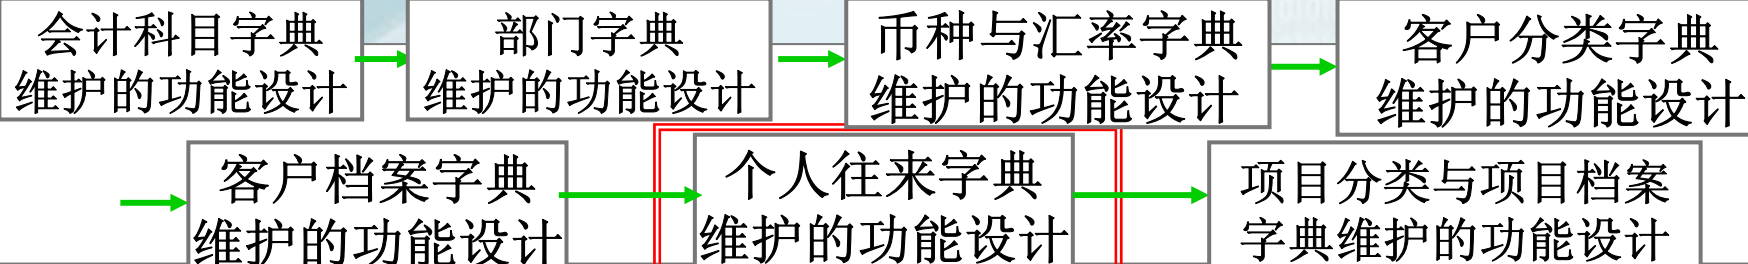 会计科目字典
维护的功能设计
部门字典
维护的功能设计
币种与汇率字典
维护的功能设计
客户分类字典
维护的功能设计
客户档案字典
维护的功能设计
个人往来字典
维护的功能设计
项目分类与项目档案
字典维护的功能设计